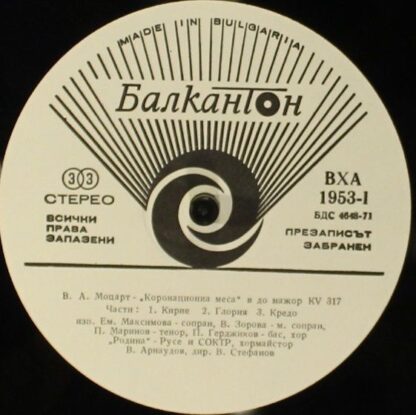 MADE IN BULGARIA
Балкантон
33
СТЕРЕО
ВСИЧКИ
ПРАВА
ЗАПАЗЕНИ
ВХА
1953-I
БДС 4648-71
ПРЕЗАПИСЪТ
ЗАБРАНЕН
В. А. Моцарт - „Коронационна меса" в до мажор KV 317
Части: 1. Кирие 2. Глория 3. Кредо
изп. Ем. Максимова - сопран, В. Зорова - м. сопран,
П. Маринов - тенор, П. Герджиков - бас, хор
„Родина" - Русе и СОКТР, хормайстор
В. Арнаудов, дир. В. Стефанов